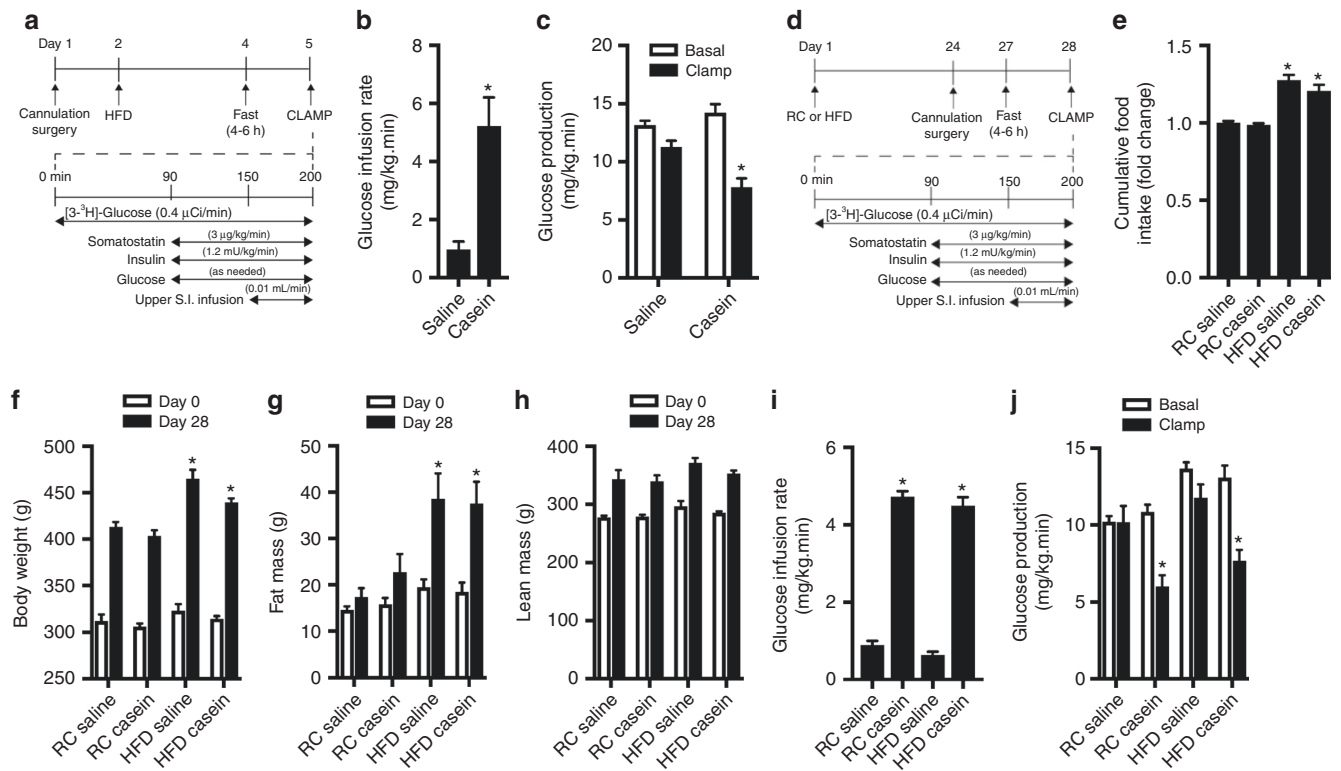 a
Day 1 2 4 5
Cannulation surgery
HFD
Fast (4-6 h)
CLAMP
0 min 90 150 200
[3-³H]-Glucose (0.4 μCi/min)
Somatostatin (3 μg/kg/min)
Insulin (1.2 mU/kg/min)
Glucose (as needed)
Upper S.I. infusion (0.01 mL/min)
b
Glucose infusion rate
(mg/kg.min)
8
6
4
2
0
*
Saline
Casein
c
Basal
Clamp
Glucose production
(mg/kg.min)
20
15
10
5
0
*
Saline
Casein
d
Day 1 24 27 28
RC or HFD
Cannulation surgery
Fast (4-6 h)
CLAMP
0 min 90 150 200
[3-³H]-Glucose (0.4 μCi/min)
Somatostatin (3 μg/kg/min)
Insulin (1.2 mU/kg/min)
Glucose (as needed)
Upper S.I. infusion (0.01 mL/min)
e
Cumulative food
intake (fold change)
1.5
1.0
0.5
0.0
* *
RC saline
RC casein
HFD saline
HFD casein
f
Day 0
Day 28
Body weight (g)
500
450
400
350
300
250
* *
RC saline
RC casein
HFD saline
HFD casein
g
Day 0
Day 28
Fat mass (g)
50
40
30
20
10
0
* *
RC saline
RC casein
HFD saline
HFD casein
h
Day 0
Day 28
Lean mass (g)
400
300
200
100
0
RC saline
RC casein
HFD saline
HFD casein
i
Glucose infusion rate
(mg/kg.min)
6
4
2
0
* *
RC saline
RC casein
HFD saline
HFD casein
j
Basal
Clamp
Glucose production
(mg/kg.min)
15
10
5
0
* *
RC saline
RC casein
HFD saline
HFD casein